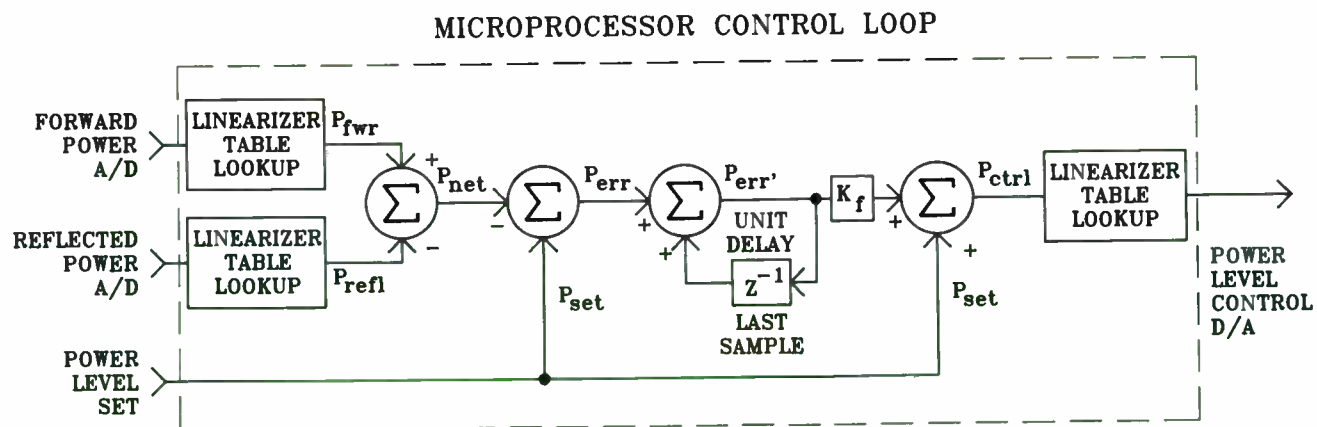 MICROPROCESSOR CONTROL LOOP
FORWARD
POWER
A/D
LINEARIZER
TABLE
LOOKUP
Pfwr
+
Σ
−
Pnet
REFLECTED
POWER
A/D
LINEARIZER
TABLE
LOOKUP
Prefl
−
Σ
Perr
Pset
+
Σ
+
Perr'
UNIT
DELAY
Z-1
LAST
SAMPLE
Kf
+
Σ
+
Pctrl
Pset
LINEARIZER
TABLE
LOOKUP
POWER
LEVEL
CONTROL
D/A
POWER
LEVEL
SET